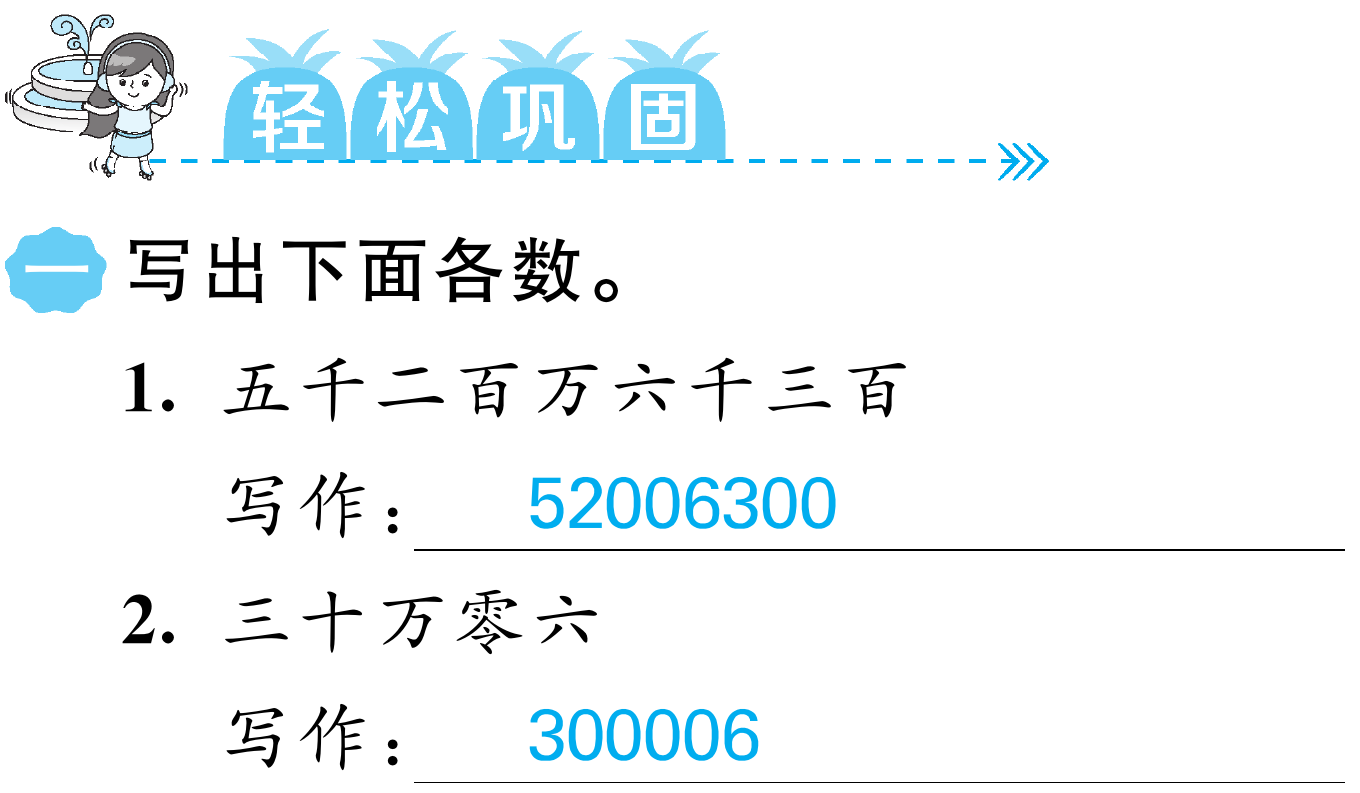 轻松巩固
一 写出下面各数。
1. 五千二百万六千三百
写作: 52006300
2. 三十万零六
写作: 300006